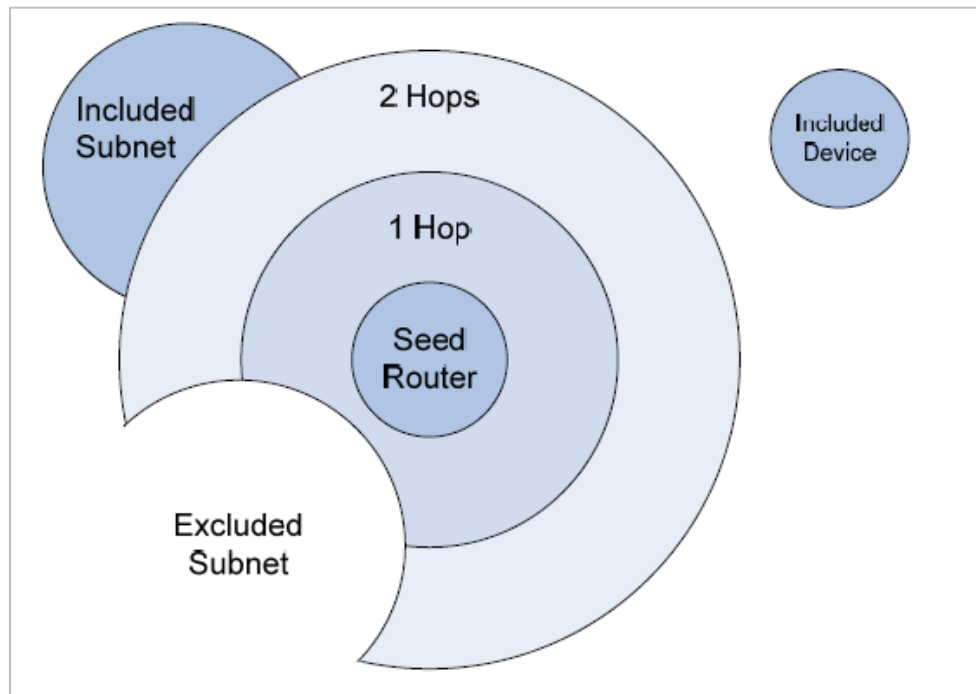 2 Hops
Included
Subnet
Included
Device
1 Hop
Seed
Router
Excluded
Subnet